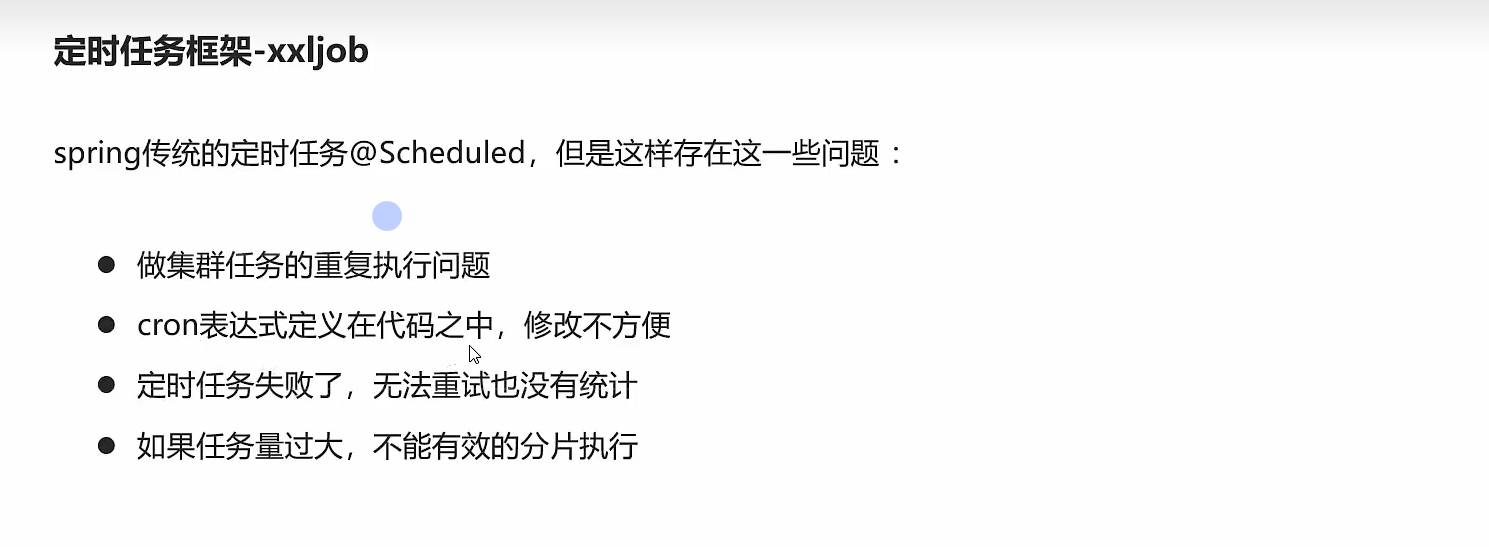 定时任务框架-xxljob
spring传统的定时任务@Scheduled，但是这样存在这一些问题 ：
做集群任务的重复执行问题
cron表达式定义在代码之中，修改不方便
定时任务失败了，无法重试也没有统计
如果任务量过大，不能有效的分片执行